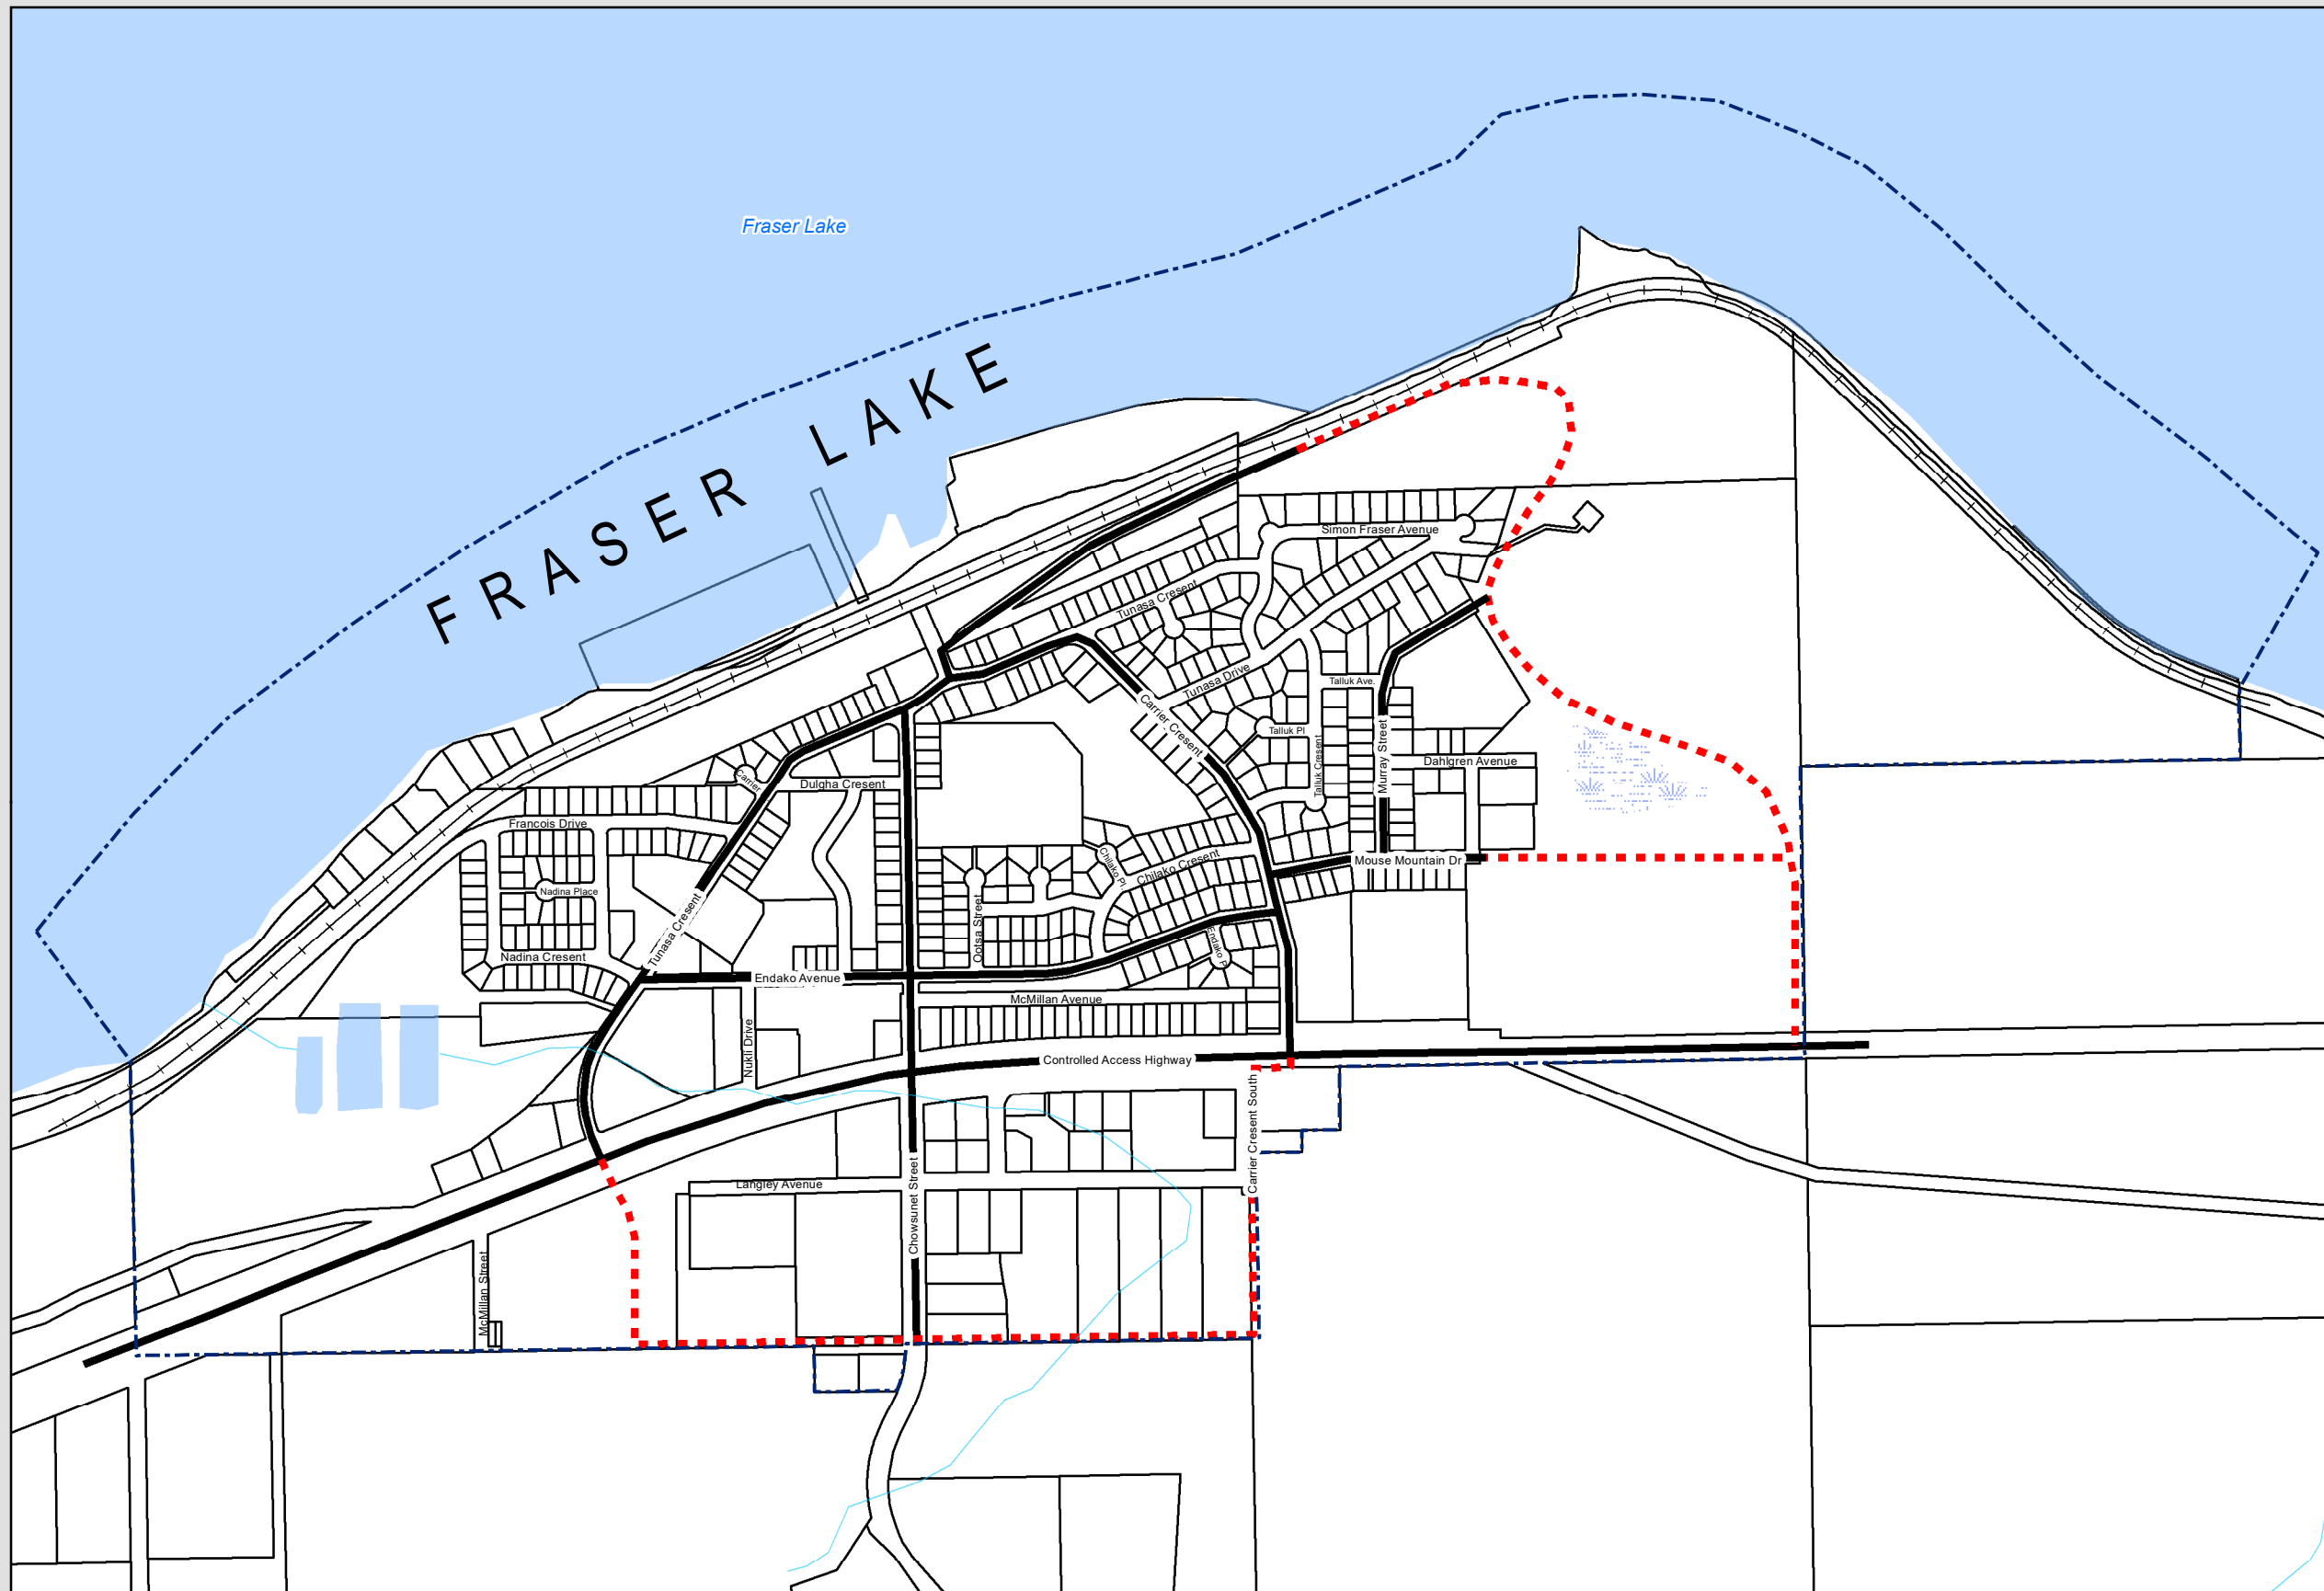 Fraser Lake
FRASER LAKE
Simon Fraser Avenue
Tunasa Cresent
Tunasa Drive
Talluk Ave.
Carrier Cresent
Talluk Pl
Murray Street
Talluk Cresent
Dahlgren Avenue
Carrier
Dulgha Cresent
Francois Drive
Mouse Mountain Dr
Chilako Pl
Chilako Cresent
Nadina Place
Ootsa Street
Tunasa Cresent
Endako P
Nadina Cresent
Endako Avenue
McMillan Avenue
Nukli Drive
Controlled Access Highway
Carrier Cresent South
Langley Avenue
Chowsunet Street
McMillan Street